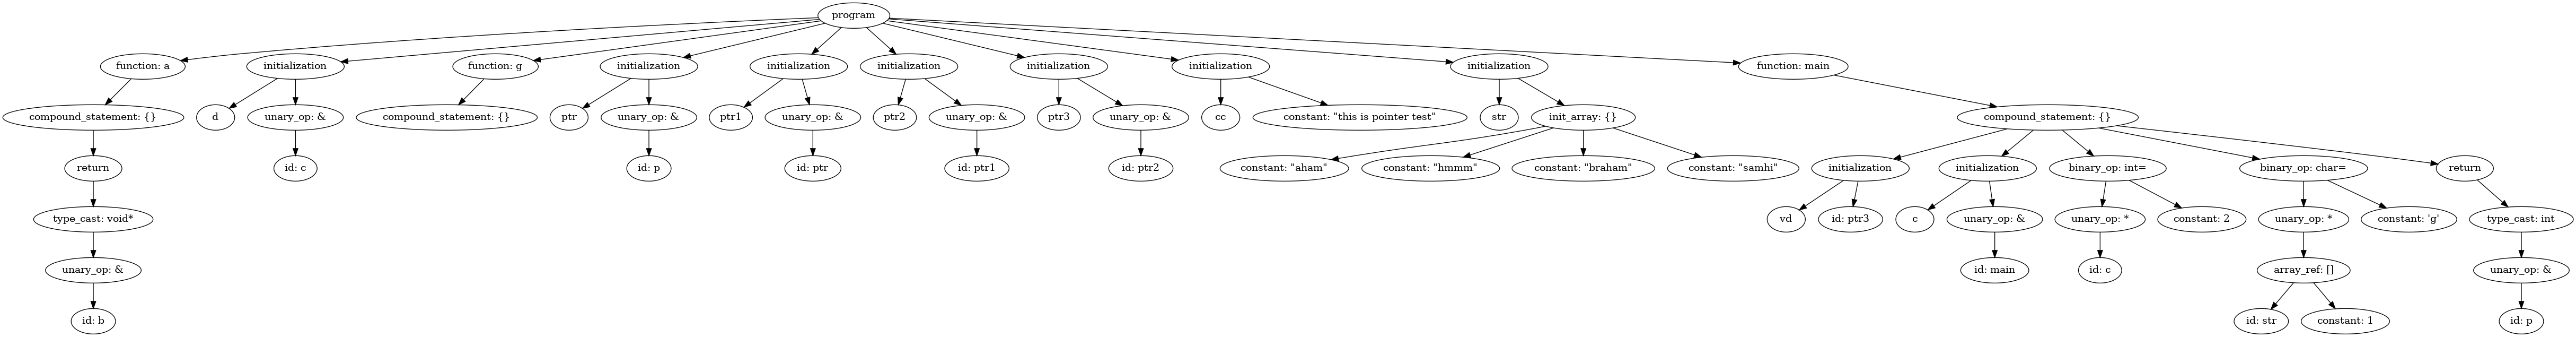 program
function: a
initialization
function: g
initialization
initialization
initialization
initialization
initialization
initialization
function: main
compound_statement: {}
d
unary_op: &
compound_statement: {}
ptr
unary_op: &
ptr1
unary_op: &
ptr2
unary_op: &
ptr3
unary_op: &
cc
constant: "this is pointer test"
str
init_array: {}
compound_statement: {}
return
id: c
id: p
id: ptr
id: ptr1
id: ptr2
constant: "aham"
constant: "hmmm"
constant: "braham"
constant: "samhi"
initialization
initialization
binary_op: int=
binary_op: char=
return
type_cast: void*
vd
id: ptr3
c
unary_op: &
unary_op: *
constant: 2
unary_op: *
constant: 'g'
type_cast: int
unary_op: &
id: main
id: c
array_ref: []
unary_op: &
id: b
id: str
constant: 1
id: p